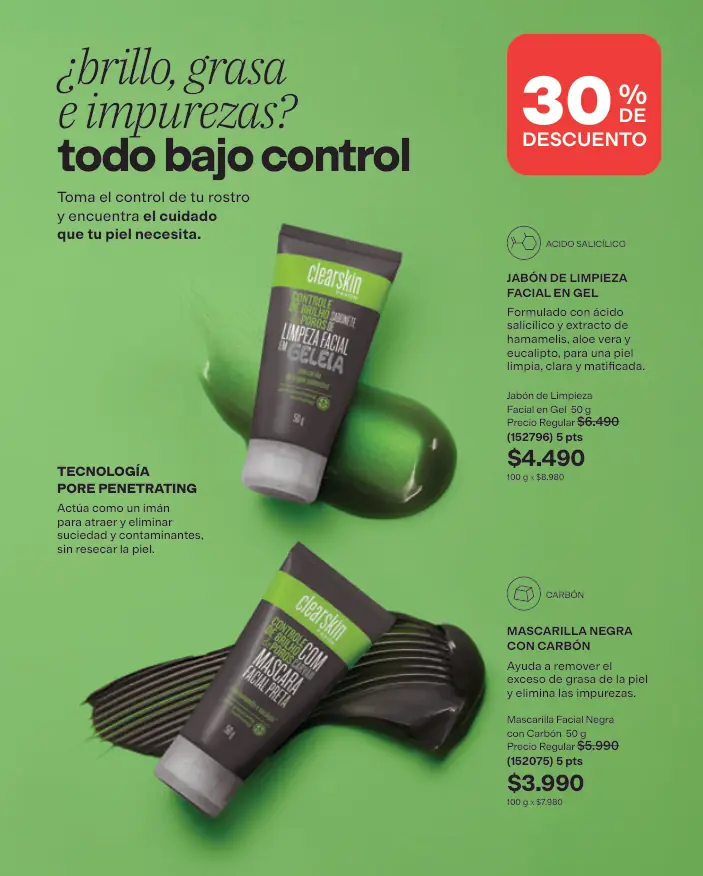 ¿brillo, grasa
e impurezas?
todo bajo control
Toma el control de tu rostro
y encuentra el cuidado
que tu piel necesita.
30 %
DE
DESCUENTO
ACIDO SALICÍLICO
JABÓN DE LIMPIEZA
FACIAL EN GEL
Formulado con ácido
salicílico y extracto de
hamamelis, aloe vera y
eucalipto, para una piel
limpia, clara y matificada.
Jabón de Limpieza
Facial en Gel 50 g
Precio Regular $6.490
(152796) 5 pts
$4.490
100 g x $8.980
clearskin
CONTROLE
DE BRILHO
POROS
SABONETE
DE
LIMPEZA FACIAL
EM GELEIA
50 g
TECNOLOGÍA
PORE PENETRATING
Actúa como un imán
para atraer y eliminar
suciedad y contaminantes,
sin resecar la piel.
clearskin
CONTROLE
DE BRILHO
POROS
COM
MASCARA
FACIAL PRETA
50 g
CARBÓN
MASCARILLA NEGRA
CON CARBÓN
Ayuda a remover el
exceso de grasa de la piel
y elimina las impurezas.
Mascarilla Facial Negra
con Carbón 50 g
Precio Regular $5.990
(152075) 5 pts
$3.990
100 g x $7.980